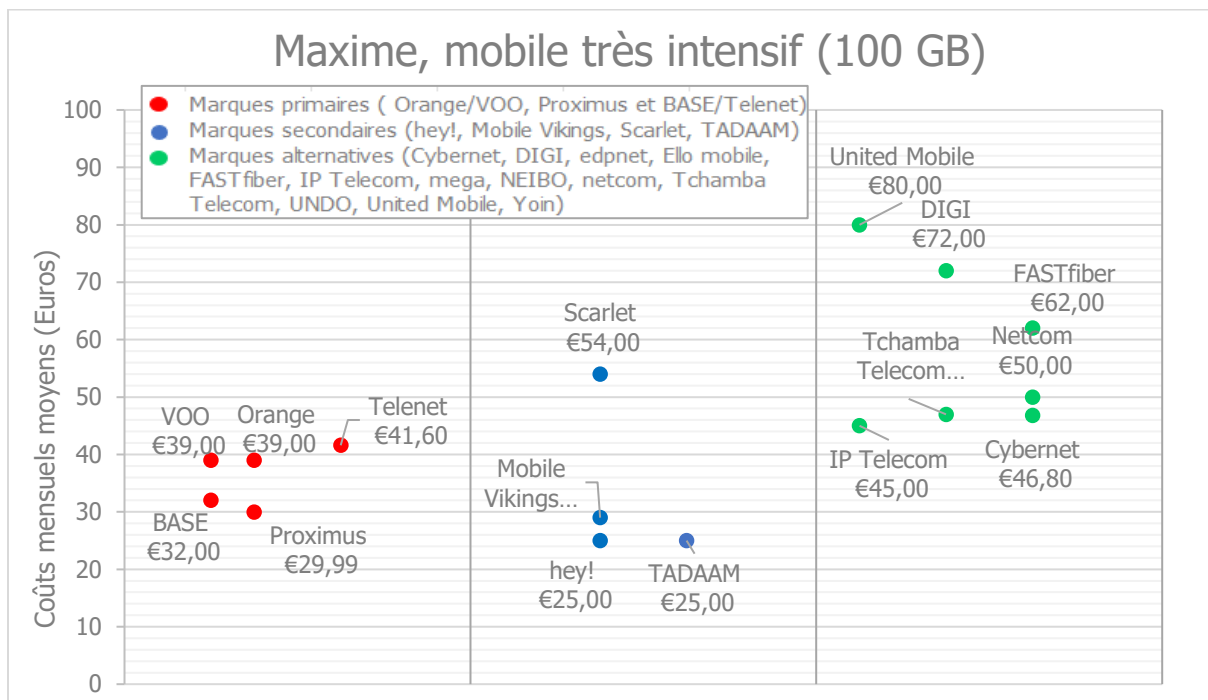 Maxime, mobile très intensif (100 GB)
Marques primaires ( Orange/VOO, Proximus et BASE/Telenet)
Marques secondaires (hey!, Mobile Vikings, Scarlet, TADAAM)
Marques alternatives (Cybernet, DIGI, edpnet, Ello mobile,
FASTfiber, IP Telecom, mega, NEIBO, netcom, Tchamba
Telecom, UNDO, United Mobile, Yoin)
Coûts mensuels moyens (Euros)
100
90
80
70
60
50
40
30
20
10
0
VOO
€39,00
Orange
€39,00
Telenet
€41,60
BASE
€32,00
Proximus
€29,99
Scarlet
€54,00
Mobile
Vikings...
hey!
€25,00
TADAAM
€25,00
United Mobile
€80,00
DIGI
€72,00
FASTfiber
€62,00
Tchamba
Telecom...
Netcom
€50,00
IP Telecom
€45,00
Cybernet
€46,80